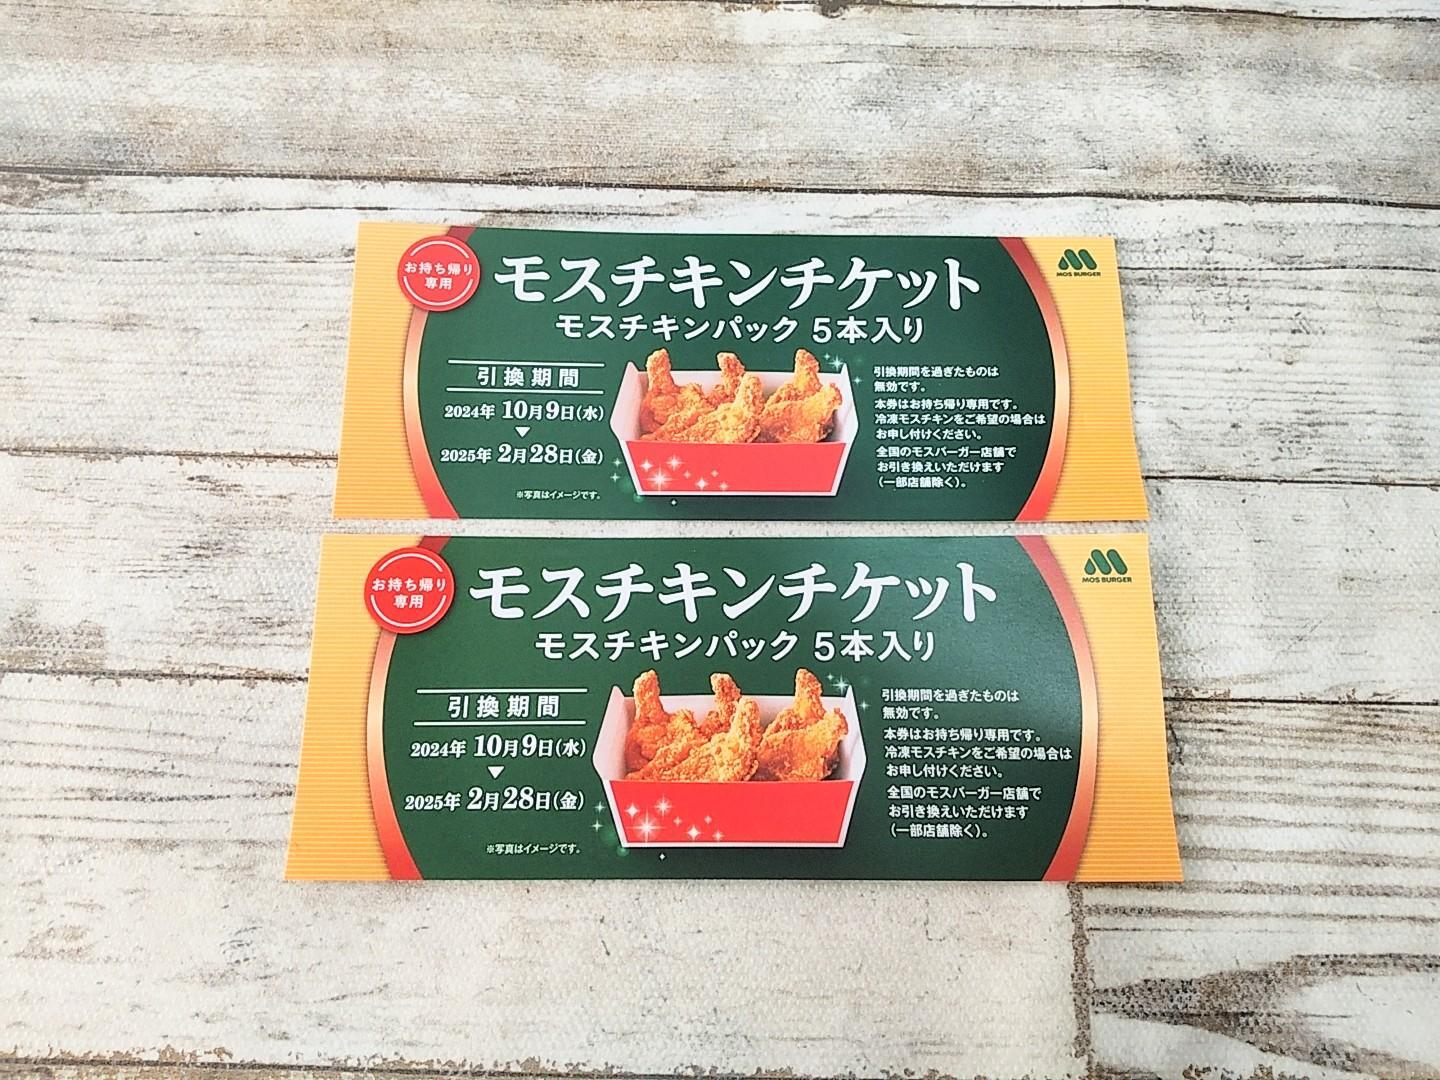 お持ち帰り
専用
モスチキンチケット
モスチキンパック 5本入り
MOS BURGER
引換期間
2024年 10月9日(水)
▼
2025年 2月28日(金)
※写真はイメージです。
引換期間を過ぎたものは
無効です。
本券はお持ち帰り専用です。
冷凍モスチキンをご希望の場合は
お申し付けください。
全国のモスバーガー店舗で
お引き換えいただけます
(一部店舗除く)。
お持ち帰り
専用
モスチキンチケット
モスチキンパック 5本入り
MOS BURGER
引換期間
2024年 10月9日(水)
▼
2025年 2月28日(金)
※写真はイメージです。
引換期間を過ぎたものは
無効です。
本券はお持ち帰り専用です。
冷凍モスチキンをご希望の場合は
お申し付けください。
全国のモスバーガー店舗で
お引き換えいただけます
(一部店舗除く)。